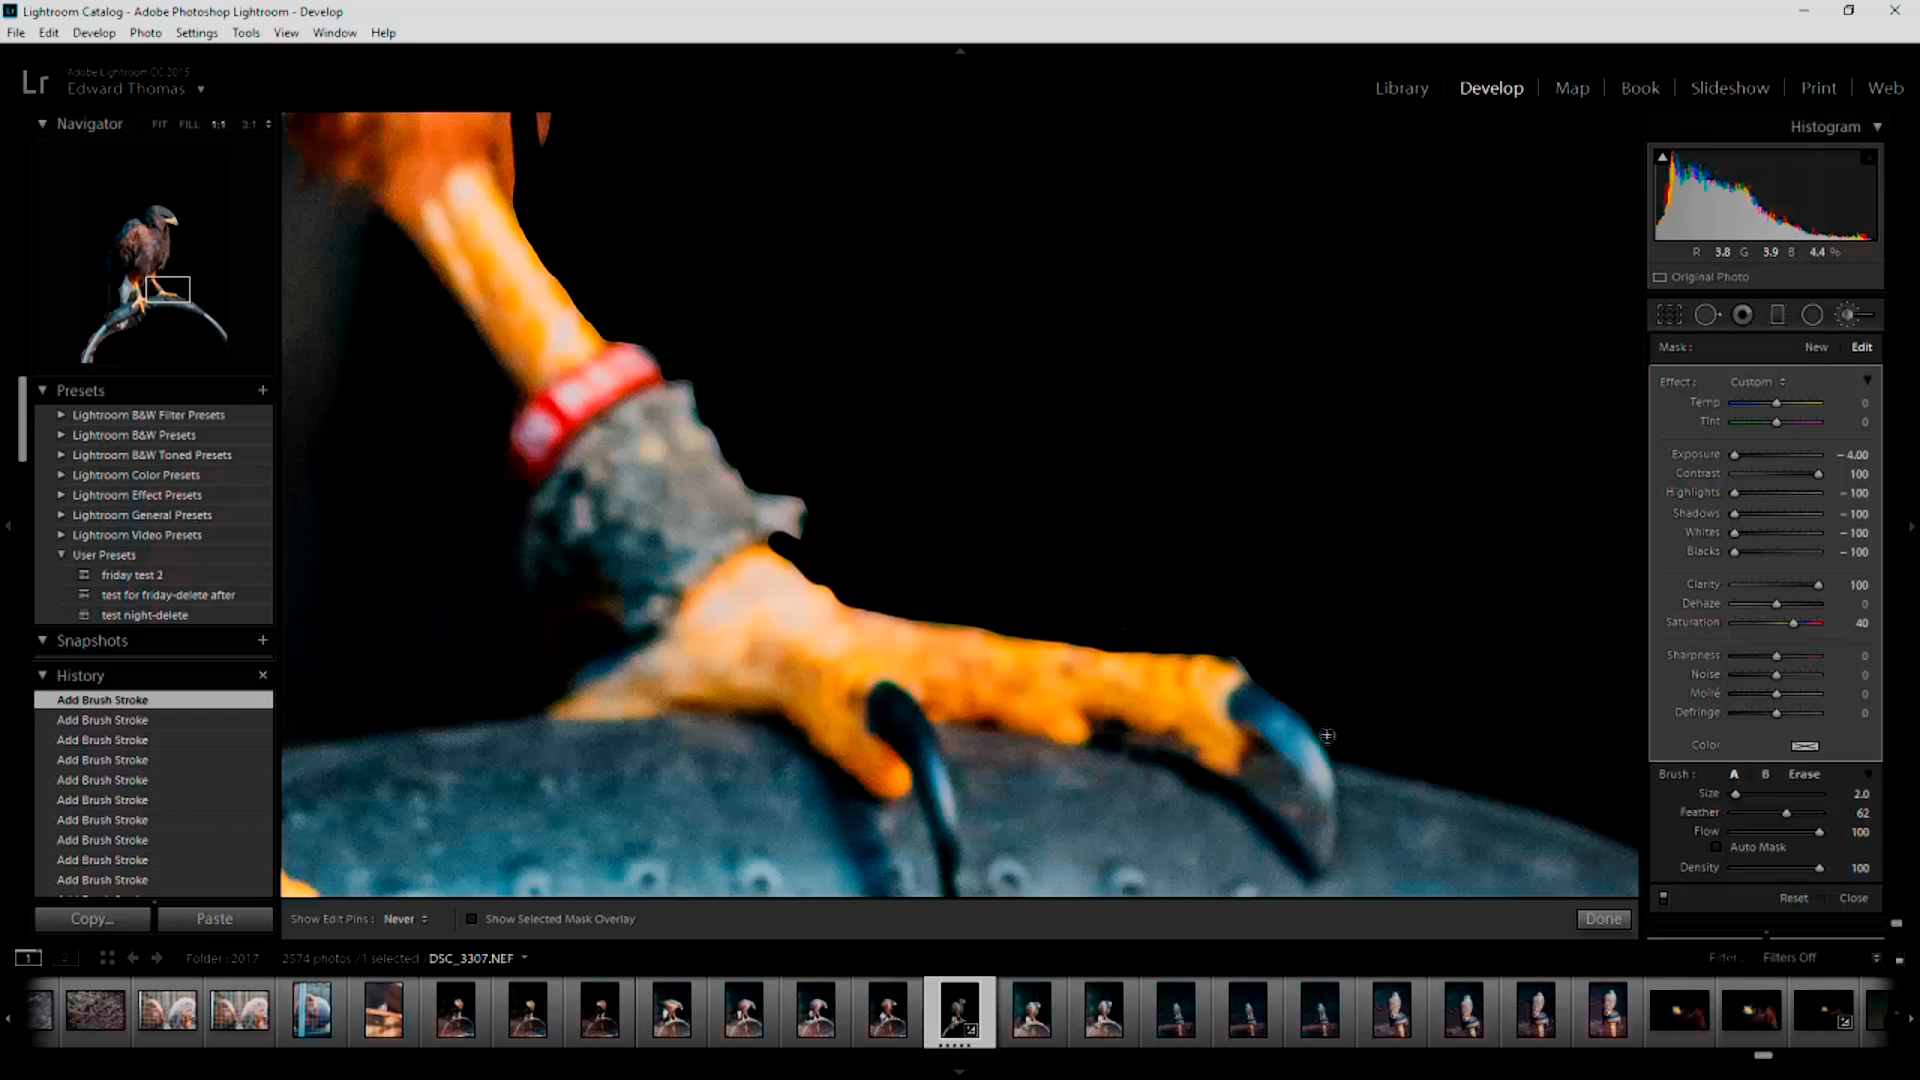 Lightroom Catalog - Adobe Photoshop Lightroom - Develop
File Edit Develop Photo Settings Tools View Window Help
Lr Adobe Lightroom CC 2015
Edward Thomas
Library Develop Map Book Slideshow Print Web
Navigator FIT FILL 1:1 3:1
Histogram
R 3.8 G 3.9 B 4.4 %
Original Photo
Mask : New Edit
Effect : Custom
Temp 0
Tint 0
Exposure - 4.00
Contrast 100
Highlights - 100
Shadows - 100
Whites - 100
Blacks - 100
Clarity 100
Dehaze 0
Saturation 40
Sharpness 0
Noise 0
Moiré 0
Defringe 0
Color
Brush : A B Erase
Size 2.0
Feather 62
Flow 100
Auto Mask
Density 100
Reset Close
Presets +
Lightroom B&W Filter Presets
Lightroom B&W Presets
Lightroom B&W Toned Presets
Lightroom Color Presets
Lightroom Effect Presets
Lightroom General Presets
Lightroom Video Presets
User Presets
friday test 2
test for friday-delete after
test night-delete
Snapshots +
History
Add Brush Stroke
Add Brush Stroke
Add Brush Stroke
Add Brush Stroke
Add Brush Stroke
Add Brush Stroke
Add Brush Stroke
Add Brush Stroke
Add Brush Stroke
Add Brush Stroke
Copy... Paste
Show Edit Pins : Never Show Selected Mask Overlay Done
1 2 Folder : 2017 2574 photos / 1 selected / DSC_3307.NEF Filter : Filters Off